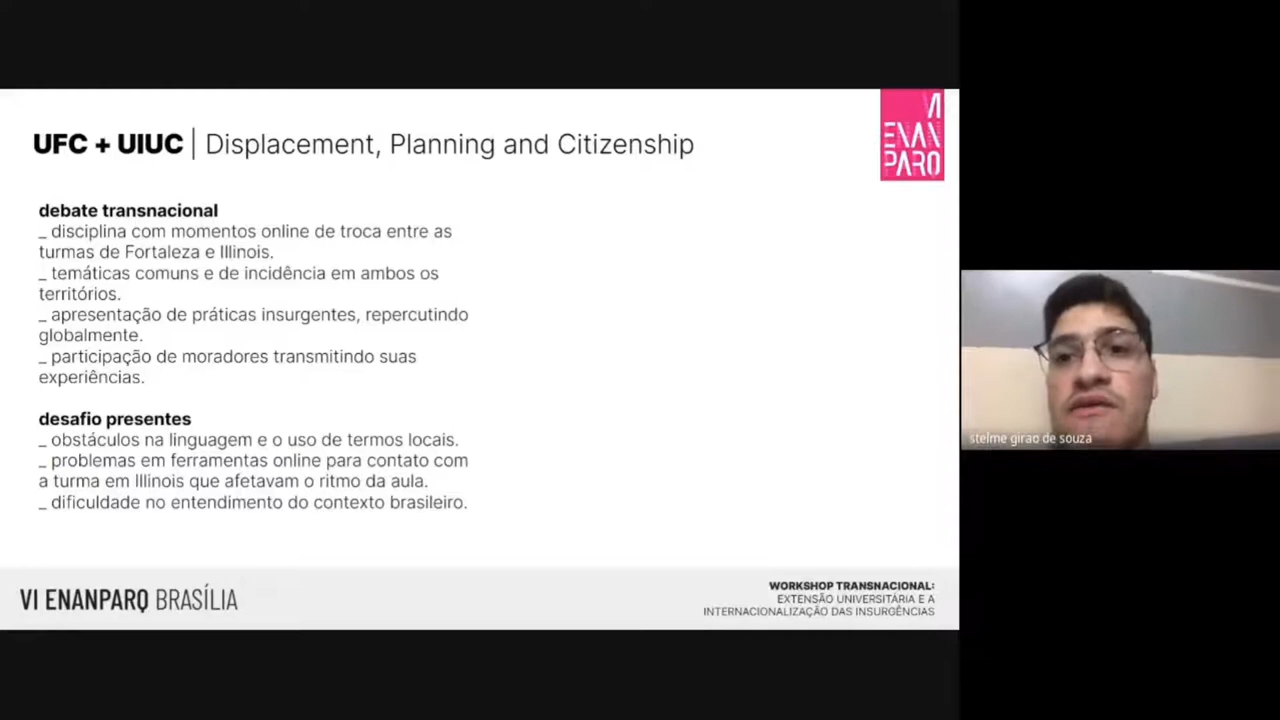 UFC + UIUC | Displacement, Planning and Citizenship
VI
ENAN
PARQ
debate transnacional
_ disciplina com momentos online de troca entre as
turmas de Fortaleza e Illinois.
_ temáticas comuns e de incidência em ambos os
territórios.
_ apresentação de práticas insurgentes, repercutindo
globalmente.
_ participação de moradores transmitindo suas
experiências.
desafio presentes
_ obstáculos na linguagem e o uso de termos locais.
_ problemas em ferramentas online para contato com
a turma em Illinois que afetavam o ritmo da aula.
_ dificuldade no entendimento do contexto brasileiro.
stelme girao de souza
VI ENANPARQ BRASÍLIA
WORKSHOP TRANSNACIONAL:
EXTENSÃO UNIVERSITÁRIA E A
INTERNACIONALIZAÇÃO DAS INSURGÊNCIAS